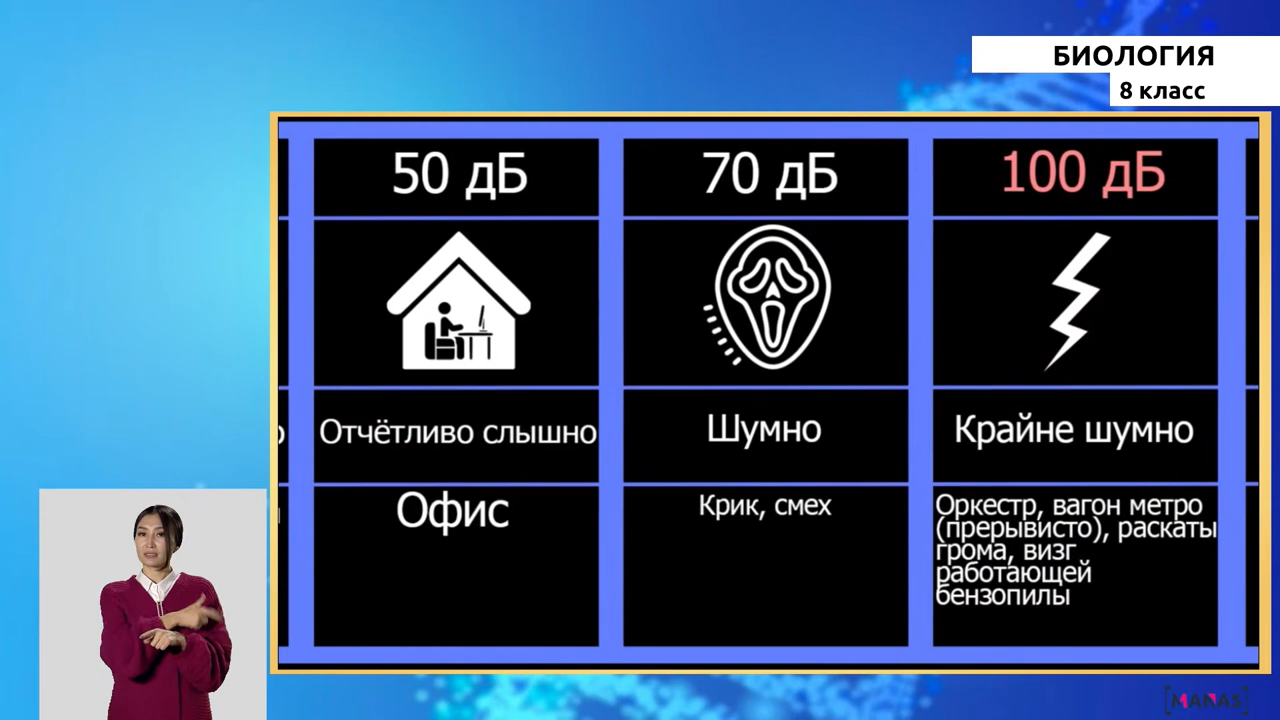 БИОЛОГИЯ
8 класс
50 дБ
70 дБ
100 дБ
Отчётливо слышно
Шумно
Крайне шумно
Офис
Крик, смех
Оркестр, вагон метро
(прерывисто), раскаты
грома, визг
работающей
бензопилы
MANAS